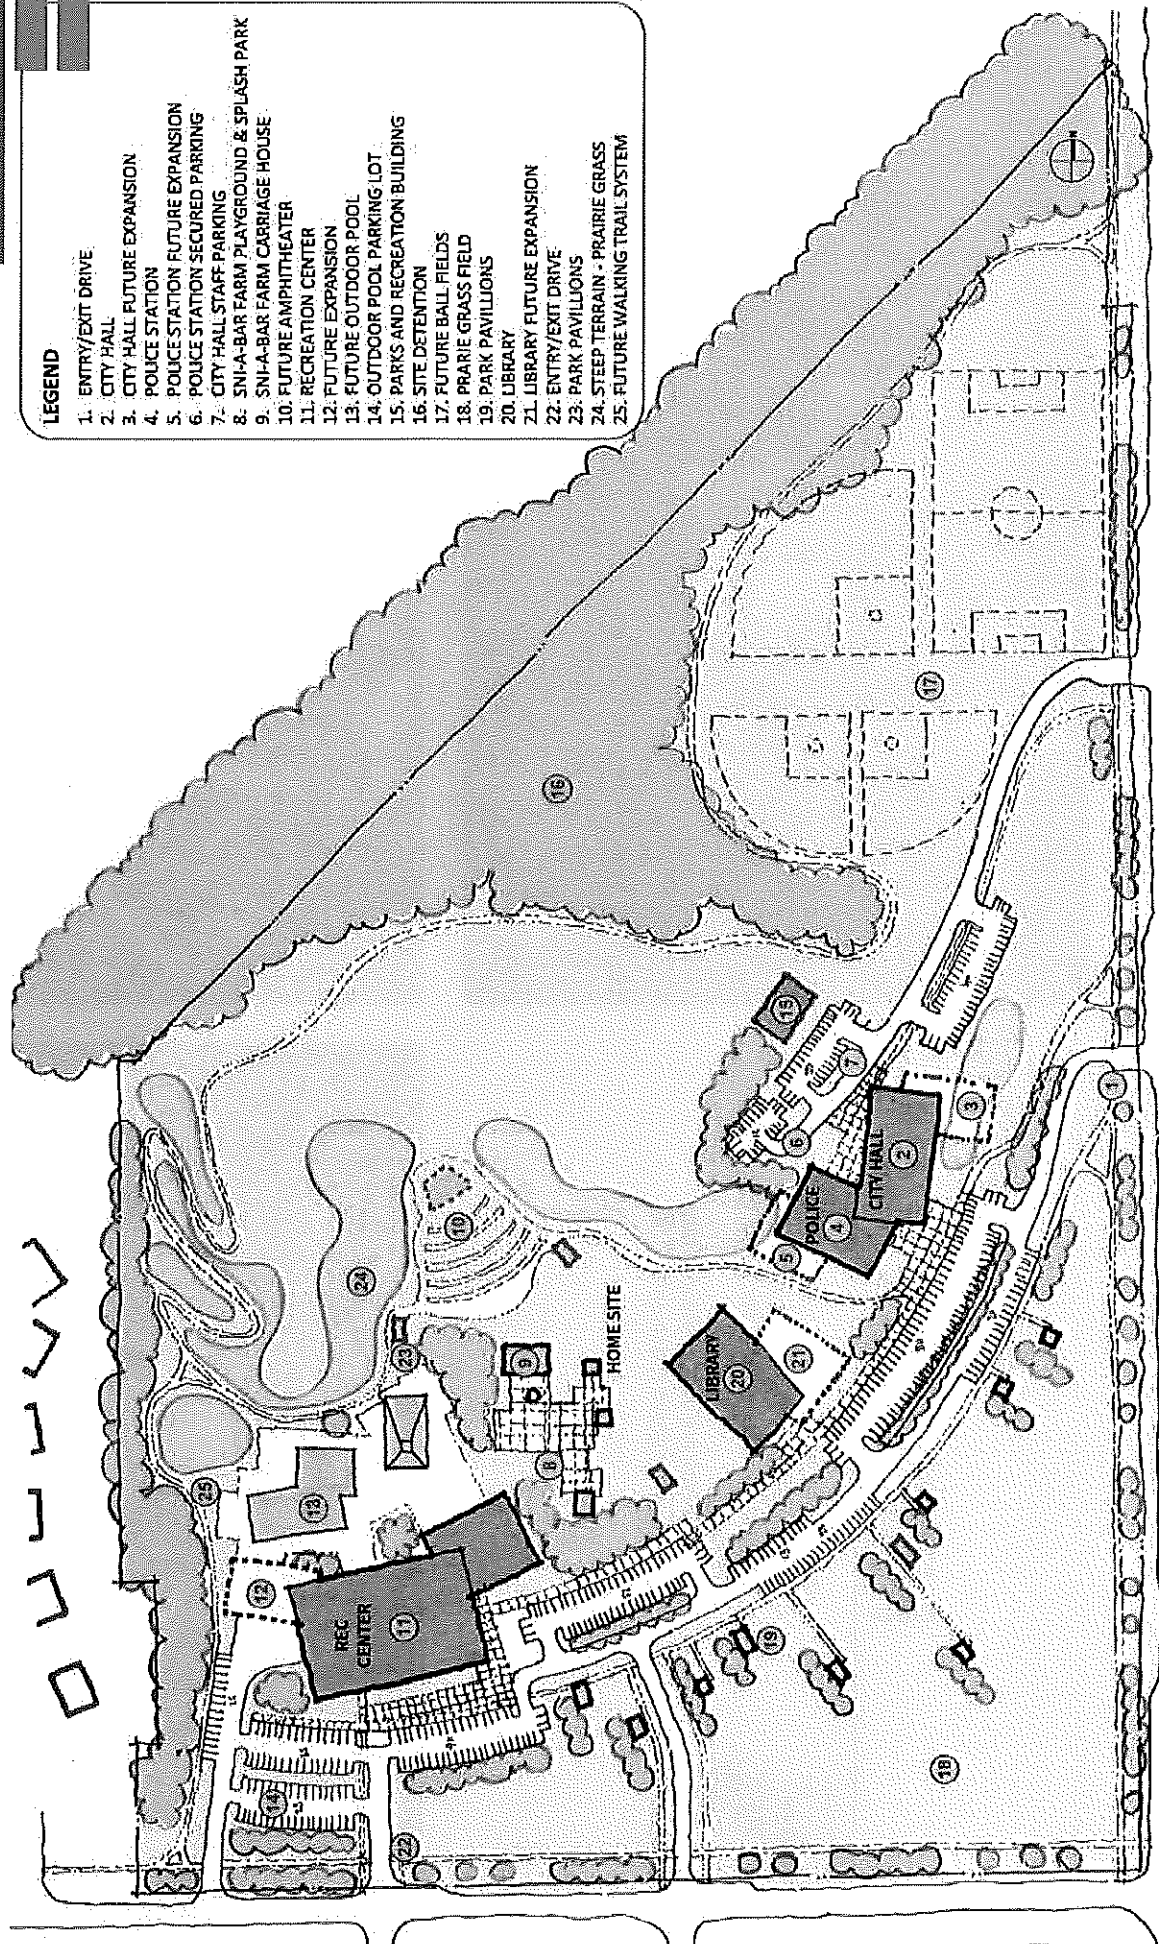 LEGEND
1. ENTRY/EXIT DRIVE
2. CITY HALL
3. CITY HALL FUTURE EXPANSION
4. POLICE STATION
5. POLICE STATION FUTURE EXPANSION
6. POLICE STATION SECURED PARKING
7. CITY HALL STAFF PARKING
8. SNI-A-BAR FARM PLAYGROUND & SPLASH PARK
9. SNI-A-BAR FARM CARRIAGE HOUSE
10. FUTURE AMPHITHEATER
11. RECREATION CENTER
12. FUTURE EXPANSION
13. FUTURE OUTDOOR POOL
14. OUTDOOR POOL PARKING LOT
15. PARKS AND RECREATION BUILDING
16. SITE DETENTION
17. FUTURE BALL FIELDS
18. PRARIE GRASS FIELD
19. PARK PAVILLIONS
20. LIBRARY
21. LIBRARY FUTURE EXPANSION
22. ENTRY/EXIT DRIVE
23. PARK PAVILLIONS
24. STEEP TERRAIN - PRAIRIE GRASS
25. FUTURE WALKING TRAIL SYSTEM
25
24
12
13
23
10
16
14
REC
CENTER
11
8
9
HOME SITE
22
LIBRARY
20
21
5
POLICE
4
6
7
15
CITY HALL
2
3
17
19
18
1